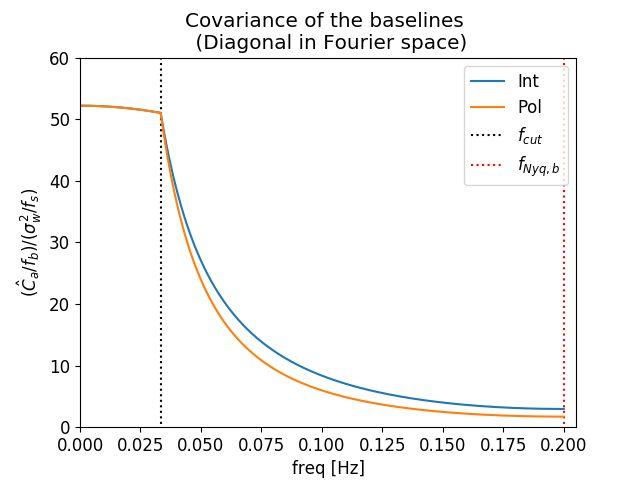 Covariance of the baselines
(Diagonal in Fourier space)
60
50
40
30
20
10
0
(Ĉ_a/f_b)/(σ_w^2/f_s)
Int
Pol
f_cut
f_Nyq,b
0.000 0.025 0.050 0.075 0.100 0.125 0.150 0.175 0.200
freq [Hz]